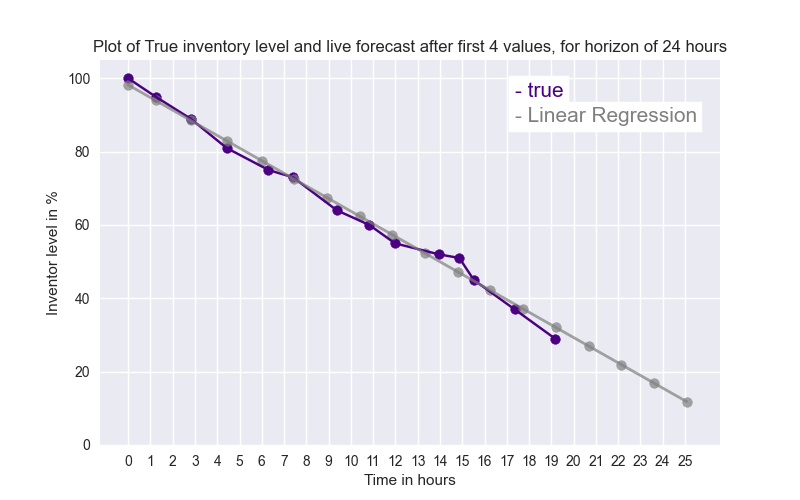 Plot of True inventory level and live forecast after first 4 values, for horizon of 24 hours
- true
- Linear Regression
Inventor level in %
100
80
60
40
20
0
0 1 2 3 4 5 6 7 8 9 10 11 12 13 14 15 16 17 18 19 20 21 22 23 24 25
Time in hours